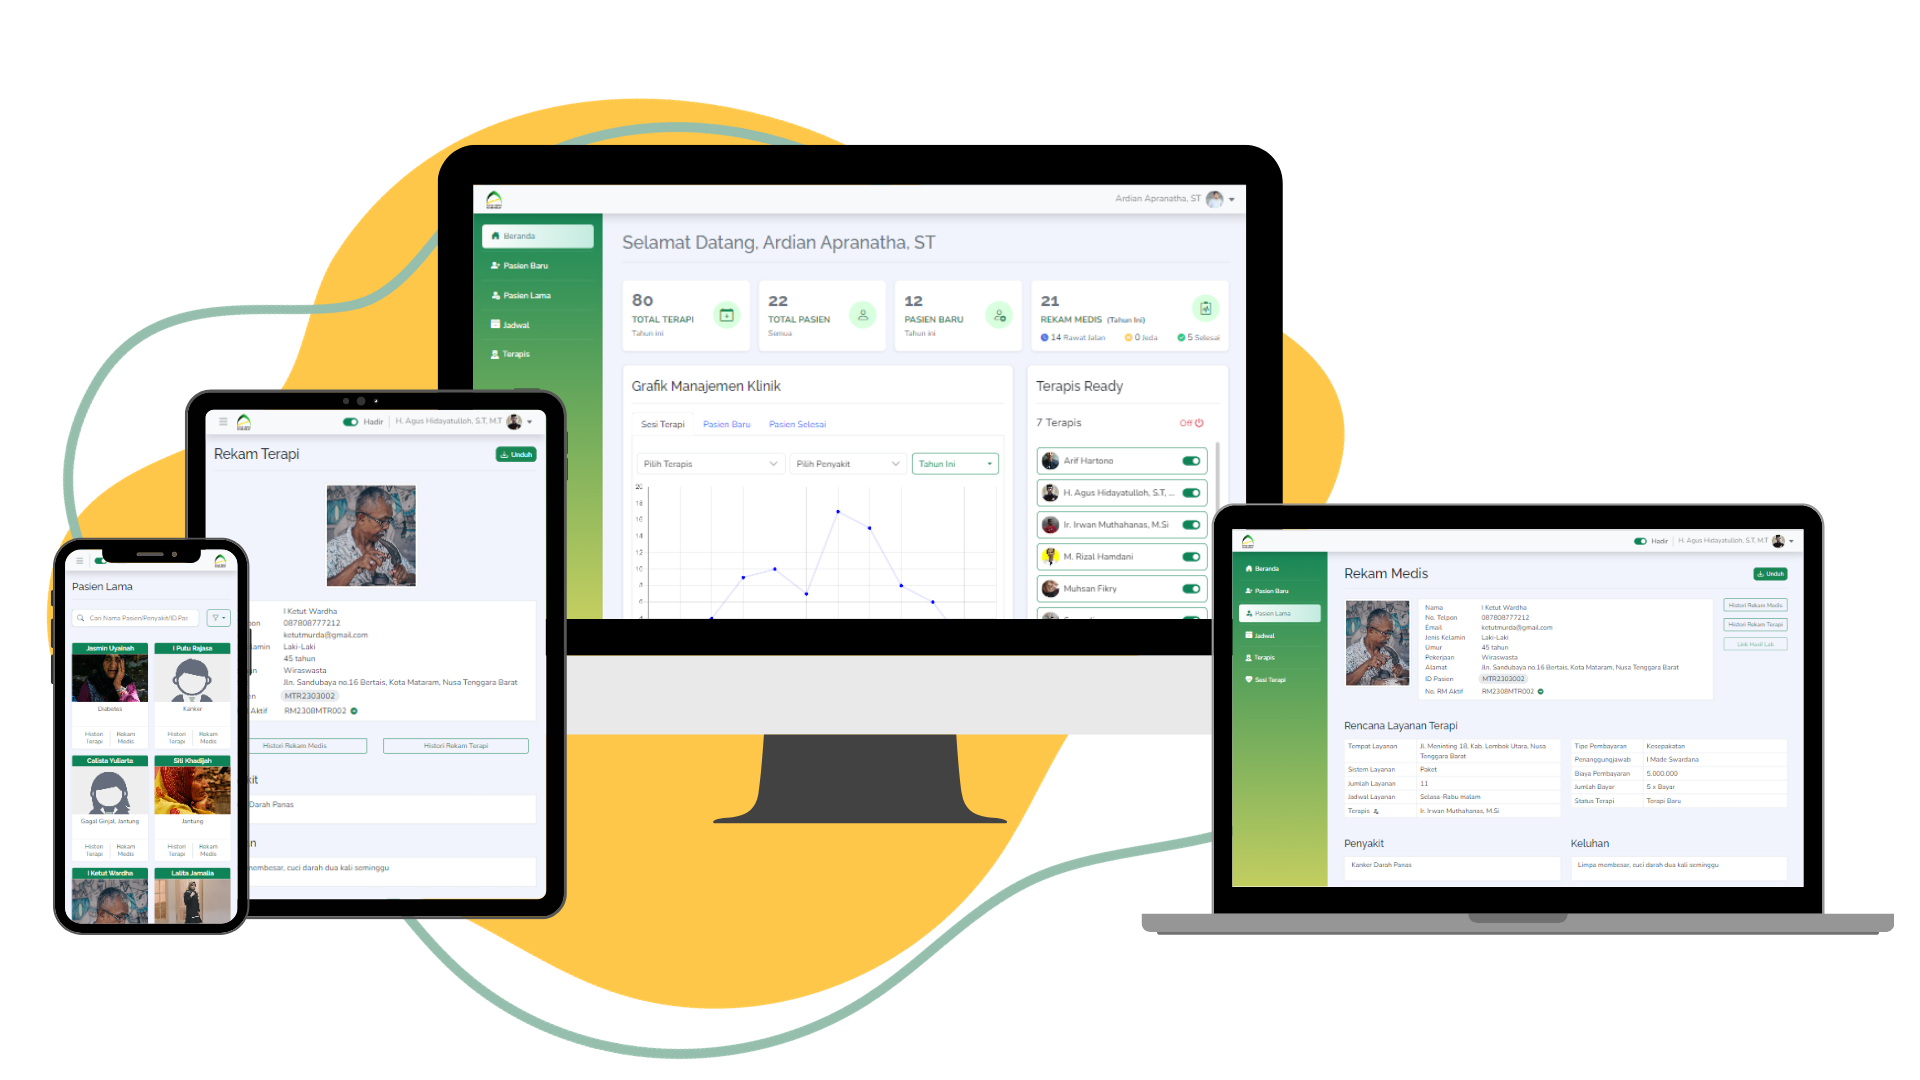 Ardian Apranatha, ST
Beranda
Pasien Baru
Pasien Lama
Jadwal
Terapis
Selamat Datang, Ardian Apranatha, ST
80
TOTAL TERAPI
Tahun ini
22
TOTAL PASIEN
Semua
12
PASIEN BARU
Tahun ini
21
REKAM MEDIS (Tahun Ini)
14 Rawat Jalan 0 Jeda 5 Selesai
Grafik Manajemen Klinik
Sesi Terapi Pasien Baru Pasien Selesai
Pilih Terapis Pilih Penyakit Tahun Ini
20
18
16
14
12
10
8
6
Terapis Ready
7 Terapis Off
Arif Hartono
H. Agus Hidayatulloh, S.T, ...
Ir. Irwan Muthahanas, M.Si
M. Rizal Hamdani
Muhsan Fikry
Hadir H. Agus Hidayatulloh, S.T, M.T
Rekam Terapi Unduh
I Ketut Wardha
pon 087808777212
ketutmurda@gmail.com
lamin Laki-Laki
45 tahun
Wiraswasta
Jln. Sandubaya no.16 Bertais, Kota Mataram, Nusa Tenggara Barat
MTR2303002
Aktif RM2308MTR002
Histori Rekam Medis Histori Rekam Terapi
kit
Darah Panas
membesar, cuci darah dua kali seminggu
Pasien Lama
Cari Nama Pasien/Penyakit/ID.Pas
Jasmin Uyainah I Putu Rajasa
Diabetes Kanker
Histori Terapi Rekam Medis Histori Terapi Rekam Medis
Calista Yuliarta Siti Khadijah
Gagal Ginjal, Jantung Jantung
Histori Terapi Rekam Medis Histori Terapi Rekam Medis
I Ketut Wardha Lalita Jamalia
Hadir H. Agus Hidayatulloh, S.T, M.T
Beranda
Pasien Baru
Pasien Lama
Jadwal
Terapis
Sesi Terapi
Rekam Medis Unduh
Nama I Ketut Wardha
No. Telpon 087808777212
Email ketutmurda@gmail.com
Jenis Kelamin Laki-Laki
Umur 45 tahun
Pekerjaan Wiraswasta
Alamat Jln. Sandubaya no.16 Bertais, Kota Mataram, Nusa Tenggara Barat
ID Pasien MTR2303002
No. RM Aktif RM2308MTR002
Histori Rekam Medis
Histori Rekam Terapi
Link Hasil Lab
Rencana Layanan Terapi
Tempat Layanan Jl. Meninting 1B, Kab. Lombok Utara, Nusa
Tenggara Barat
Sistem Layanan Paket
Jumlah Layanan 11
Jadwal Layanan Selasa-Rabu malam
Terapis Ir. Irwan Muthahanas, M.Si
Tipe Pembayaran Kesepakatan
Penanggungjawab I Made Swardana
Biaya Pembayaran 5.000.000
Jumlah Bayar 5 x Bayar
Status Terapi Terapi Baru
Penyakit
Kanker Darah Panas
Keluhan
Limpa membesar, cuci darah dua kali seminggu